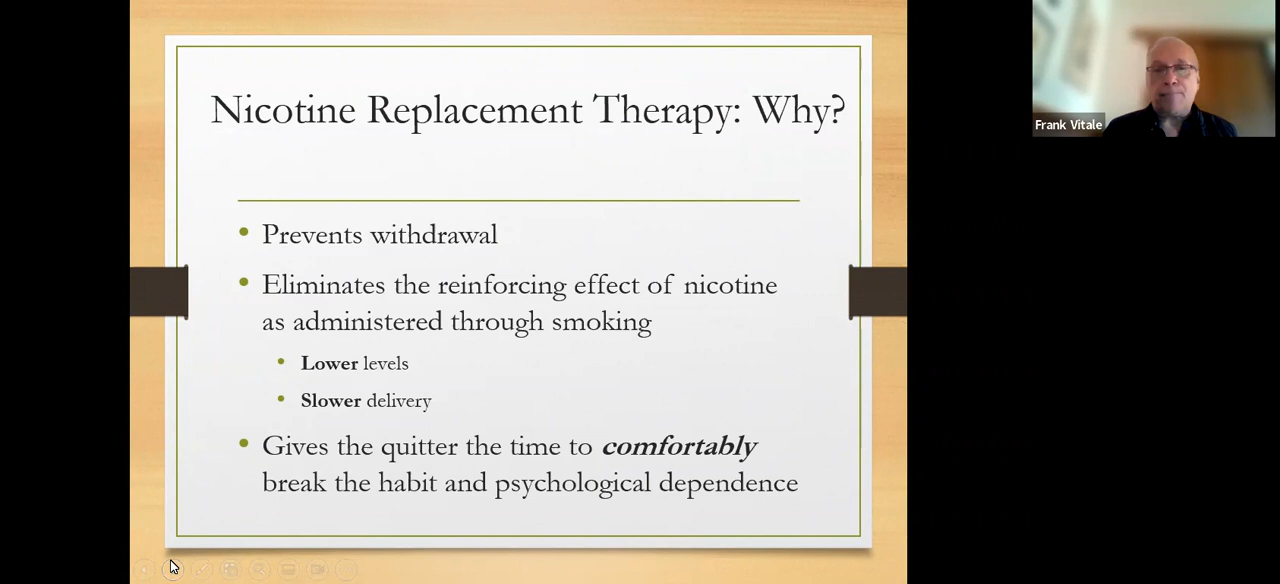 Nicotine Replacement Therapy: Why?
• Prevents withdrawal
• Eliminates the reinforcing effect of nicotine
as administered through smoking
• Lower levels
• Slower delivery
• Gives the quitter the time to comfortably
break the habit and psychological dependence
Frank Vitale